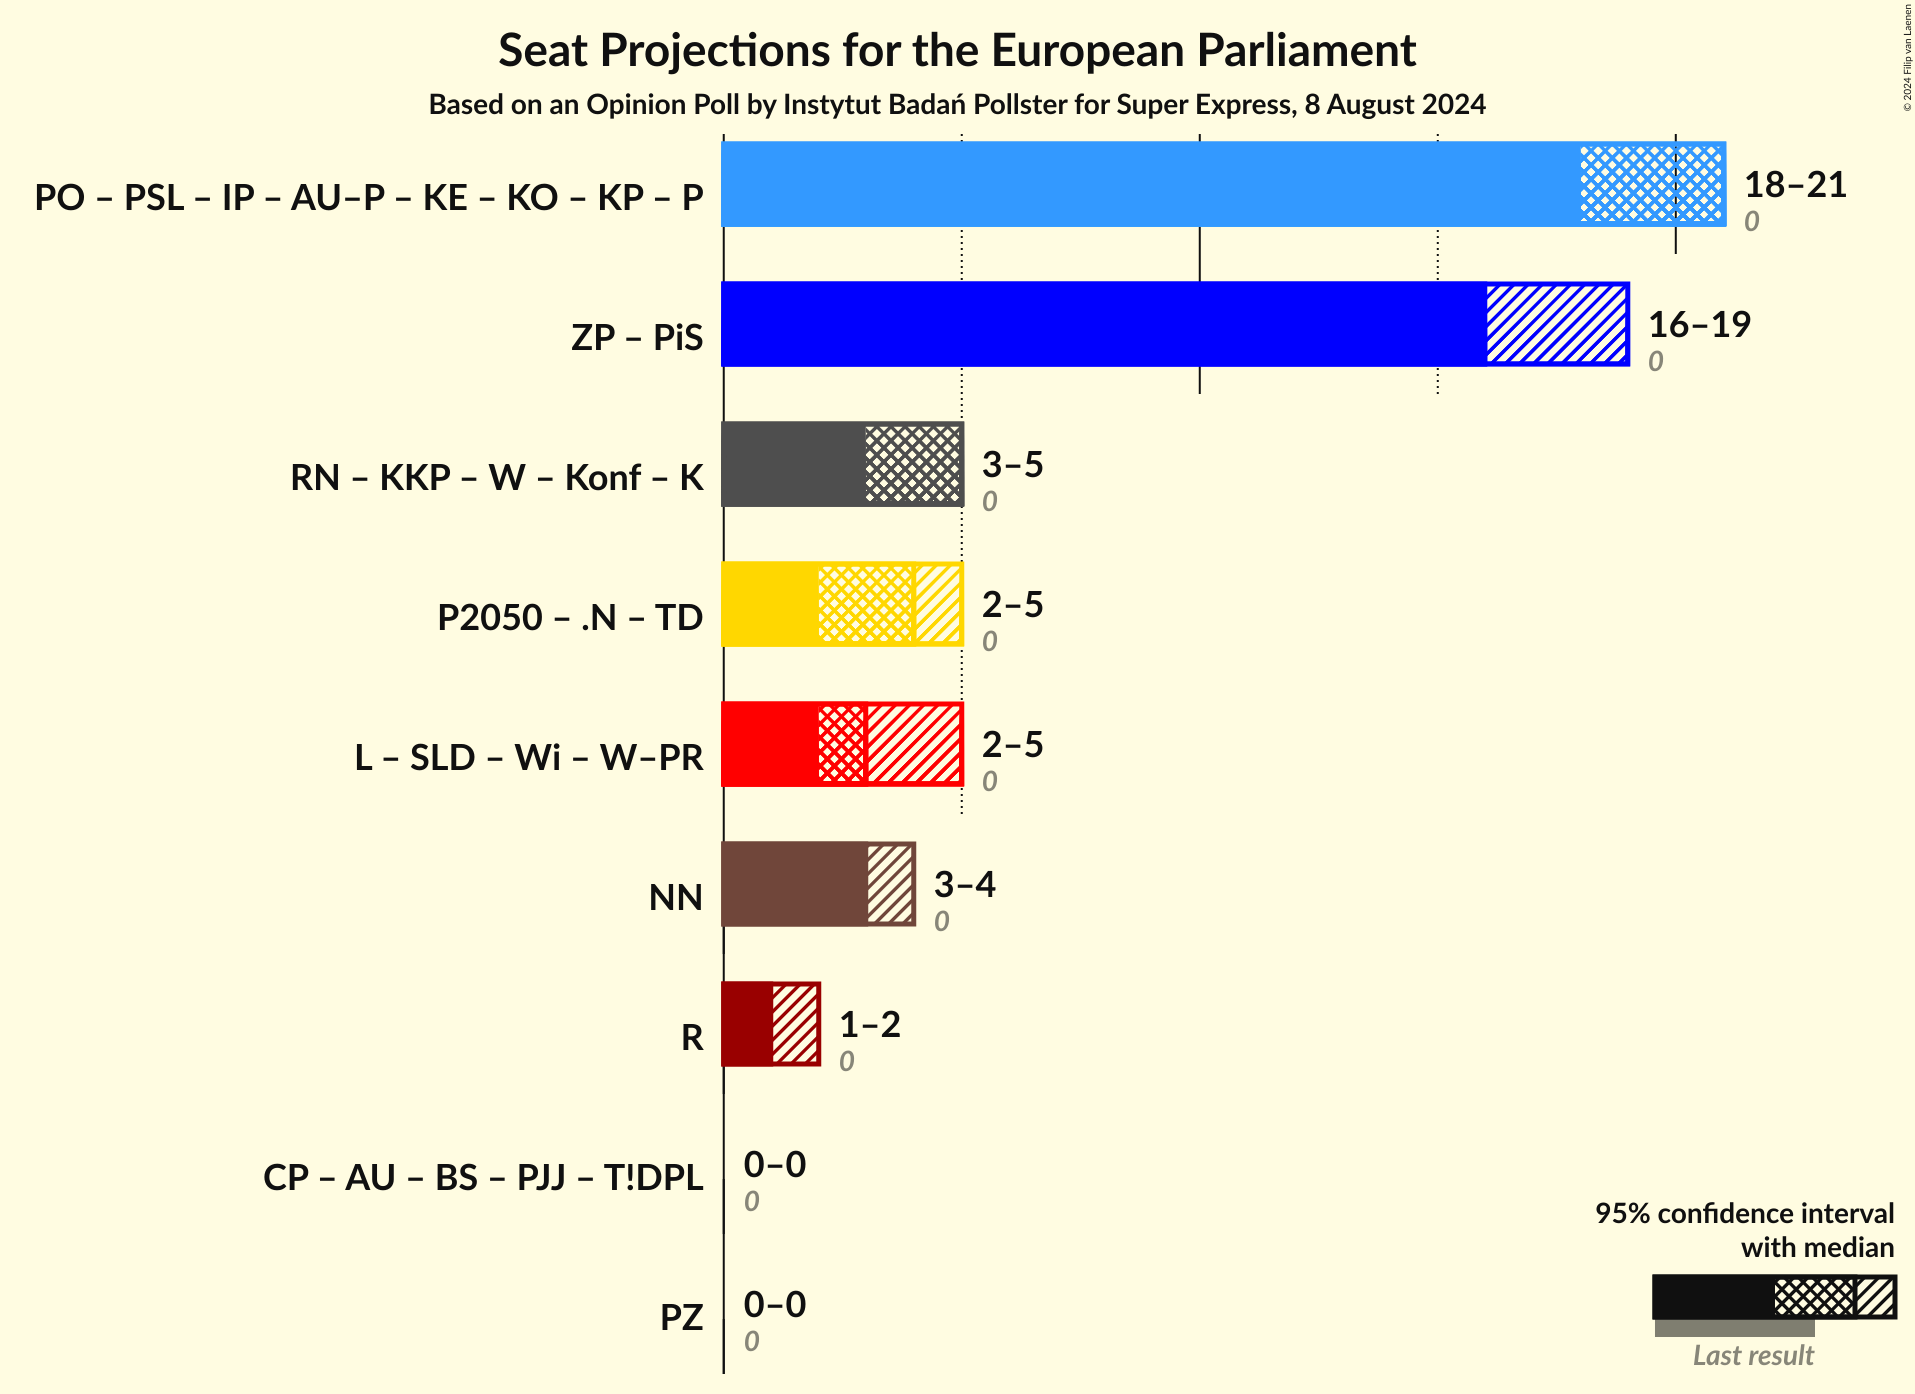 Seat Projections for the European Parliament
Based on an Opinion Poll by Instytut Badań Pollster for Super Express, 8 August 2024
© 2024 Filip van Laenen
PO – PSL – IP – AU–P – KE – KO – KP – P
18–21
0
ZP – PiS
16–19
0
RN – KKP – W – Konf – K
3–5
0
P2050 – .N – TD
2–5
0
L – SLD – Wi – W–PR
2–5
0
NN
3–4
0
R
1–2
0
CP – AU – BS – PJJ – T!DPL
0–0
0
PZ
0–0
0
95% confidence interval
with median
Last result